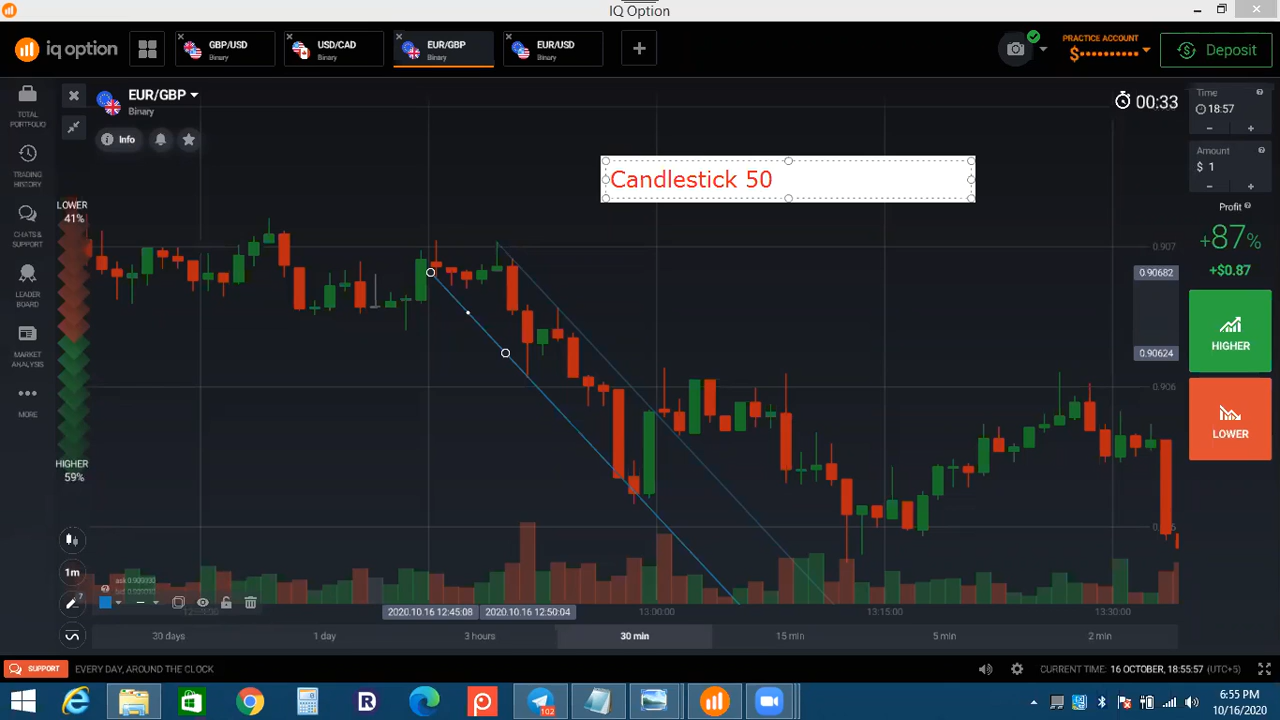 IQ Option
iq option
GBP/USD
Binary
USD/CAD
Binary
EUR/GBP
Binary
EUR/USD
Binary
PRACTICE ACCOUNT
$
Deposit
EUR/GBP
Binary
Info
00:33
Time
18:57
Amount
$ 1
Profit
+87%
+$0.87
HIGHER
LOWER
TOTAL
PORTFOLIO
TRADING
HISTORY
CHATS &
SUPPORT
LEADER
BOARD
MARKET
ANALYSIS
MORE
LOWER
41%
HIGHER
59%
Candlestick 50
0.907
0.90682
0.90624
0.906
1m
7
2020.10.16 12:45:08
2020.10.16 12:50:04
13:00:00
13:15:00
13:30:00
30 days
1 day
3 hours
30 min
15 min
5 min
2 min
SUPPORT
EVERY DAY, AROUND THE CLOCK
CURRENT TIME: 16 OCTOBER, 18:55:57 (UTC+5)
102
6:55 PM
10/16/2020